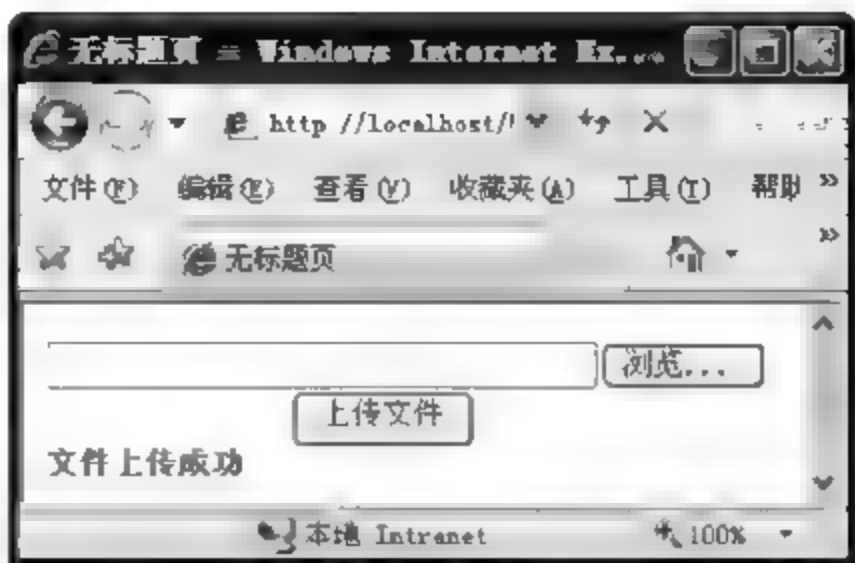 无标题页 - Windows Internet Ex...
http://localhost/
文件(F) 编辑(E) 查看(V) 收藏夹(A) 工具(T) 帮助 »
无标题页 »
浏览...
上传文件
文件上传成功
本地 Intranet 100%